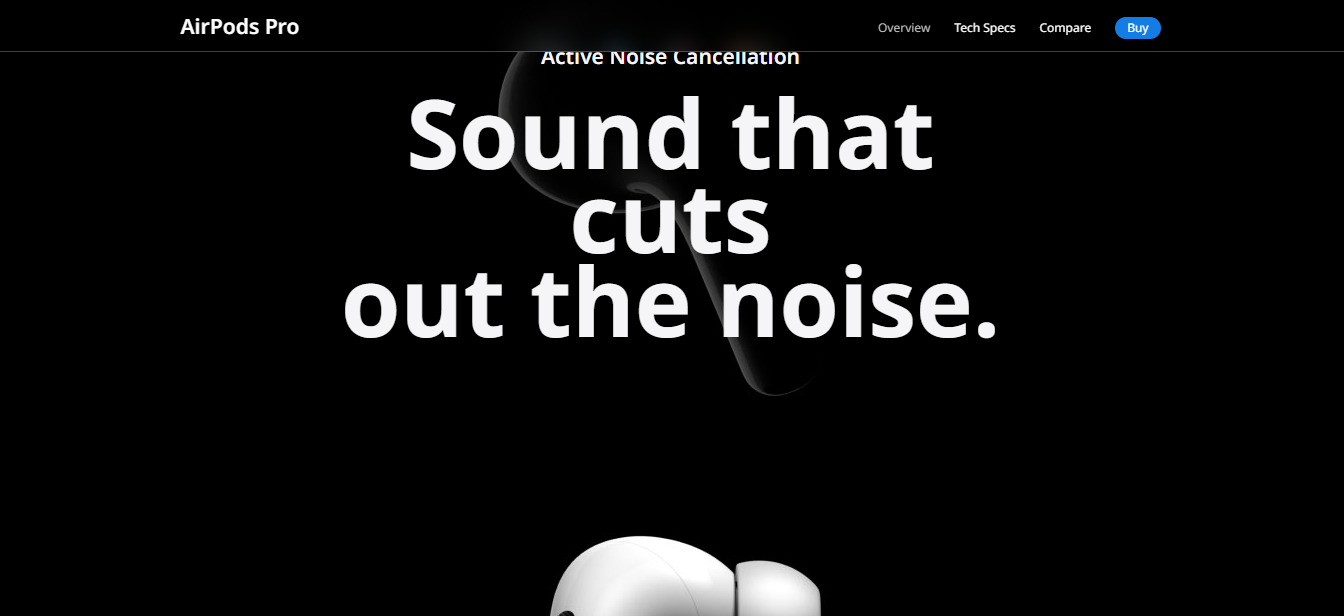 AirPods Pro
Overview
Tech Specs
Compare
Buy
Active Noise Cancellation
Sound that
cuts
out the noise.